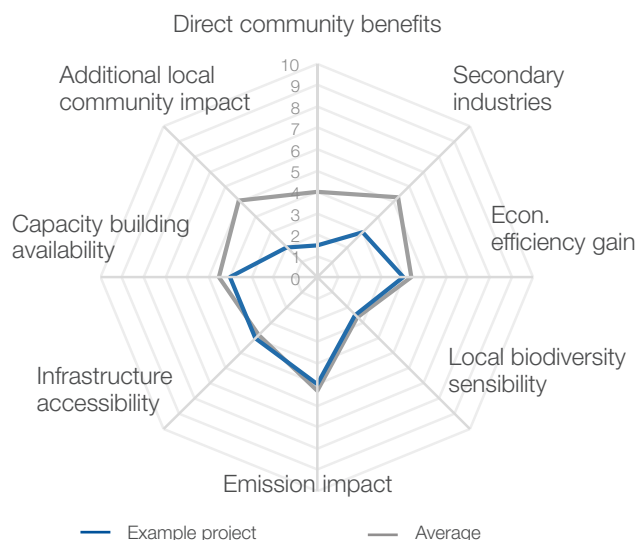 Direct community benefits
Additional local
community impact
Secondary
industries
10
9
8
7
6
5
4
3
2
1
0
Capacity building
availability
Econ.
efficiency gain
Infrastructure
accessibility
Local biodiversity
sensibility
Emission impact
Example project
Average